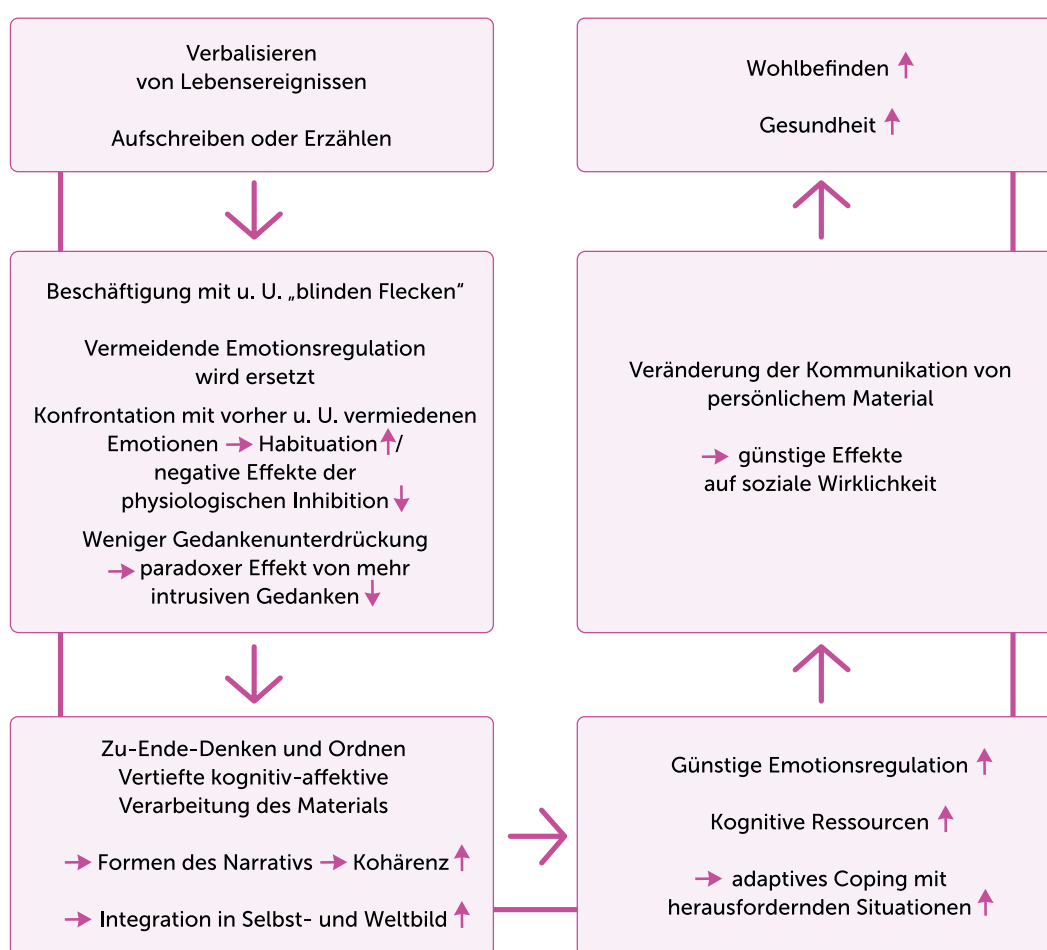 Verbalisieren
von Lebensereignissen
Aufschreiben oder Erzählen
Beschäftigung mit u. U. „blinden Flecken“
Vermeidende Emotionsregulation
wird ersetzt
Konfrontation mit vorher u. U. vermiedenen
Emotionen → Habituation ↑/
negative Effekte der
physiologischen Inhibition ↓
Weniger Gedankenunterdrückung
→ paradoxer Effekt von mehr
intrusiven Gedanken ↓
Zu-Ende-Denken und Ordnen
Vertiefte kognitiv-affektive
Verarbeitung des Materials
→ Formen des Narrativs → Kohärenz ↑
→ Integration in Selbst- und Weltbild ↑
Günstige Emotionsregulation ↑
Kognitive Ressourcen ↑
→ adaptives Coping mit
herausfordernden Situationen ↑
Veränderung der Kommunikation von
persönlichem Material
→ günstige Effekte
auf soziale Wirklichkeit
Wohlbefinden ↑
Gesundheit ↑